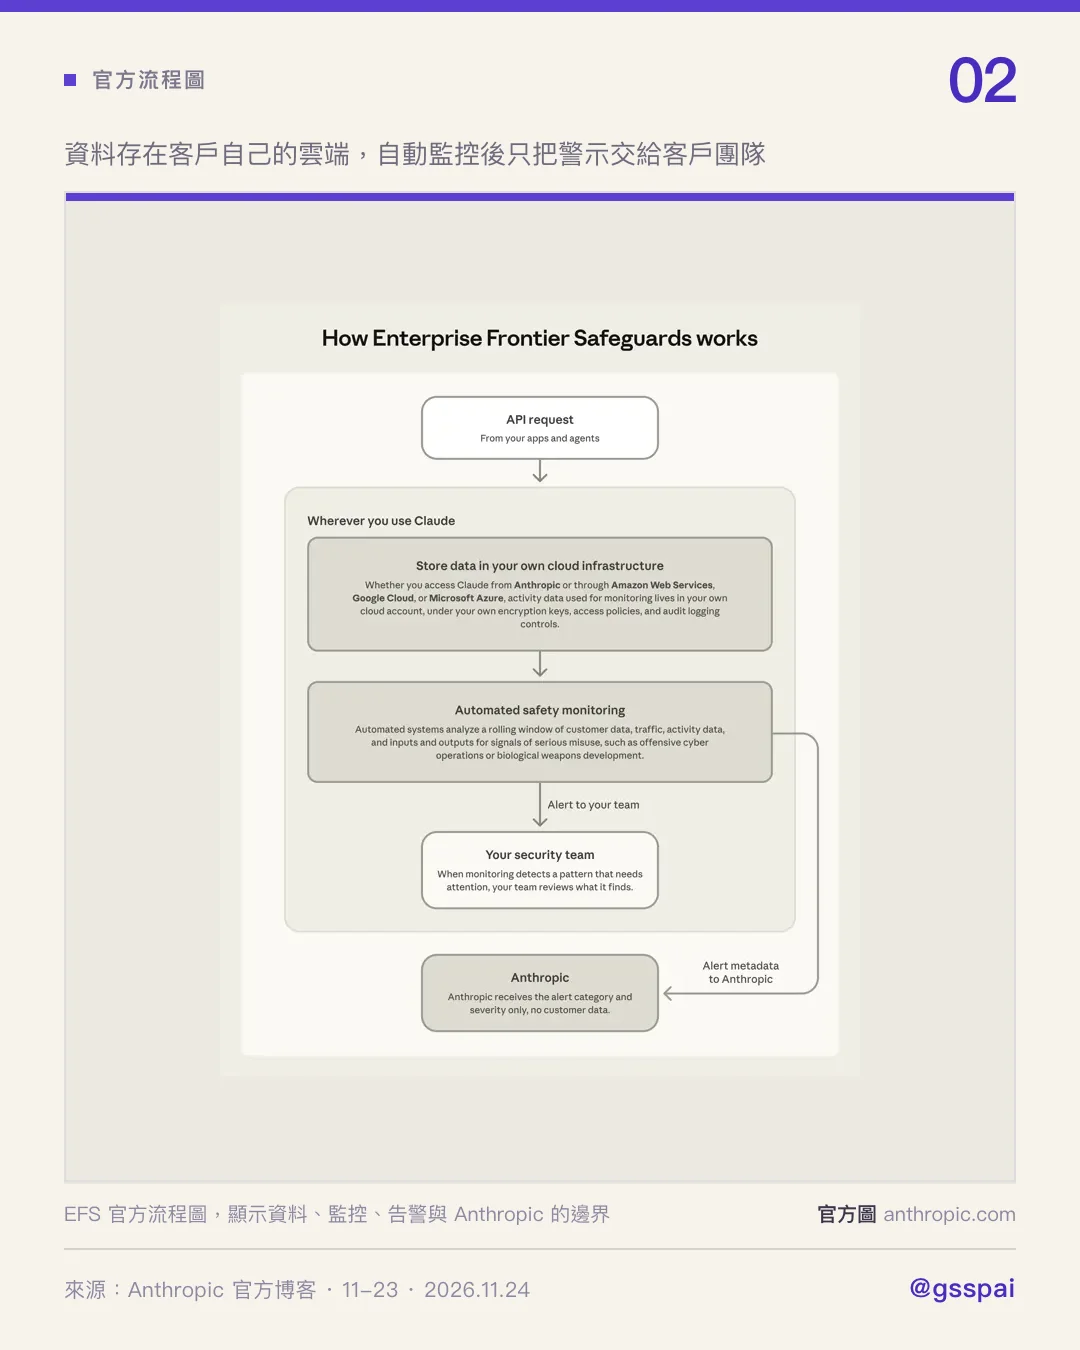 官方流程圖
02
資料存在客戶自己的雲端，自動監控後只把警示交給客戶團隊
How Enterprise Frontier Safeguards works
API request
From your apps and agents
Wherever you use Claude
Store data in your own cloud infrastructure
Whether you access Claude from Anthropic or through Amazon Web Services,
Google Cloud, or Microsoft Azure, activity data used for monitoring lives in your own
cloud account, under your own encryption keys, access policies, and audit logging
controls.
Automated safety monitoring
Automated systems analyze a rolling window of customer data, traffic, activity data,
and inputs and outputs for signals of serious misuse, such as offensive cyber
operations or biological weapons development.
Alert to your team
Your security team
When monitoring detects a pattern that needs
attention, your team reviews what it finds.
Alert metadata
to Anthropic
Anthropic
Anthropic receives the alert category and
severity only, no customer data.
EFS 官方流程圖，顯示資料、監控、告警與 Anthropic 的邊界
官方圖 anthropic.com
來源：Anthropic 官方博客 · 11–23 · 2026.11.24
@gsspai